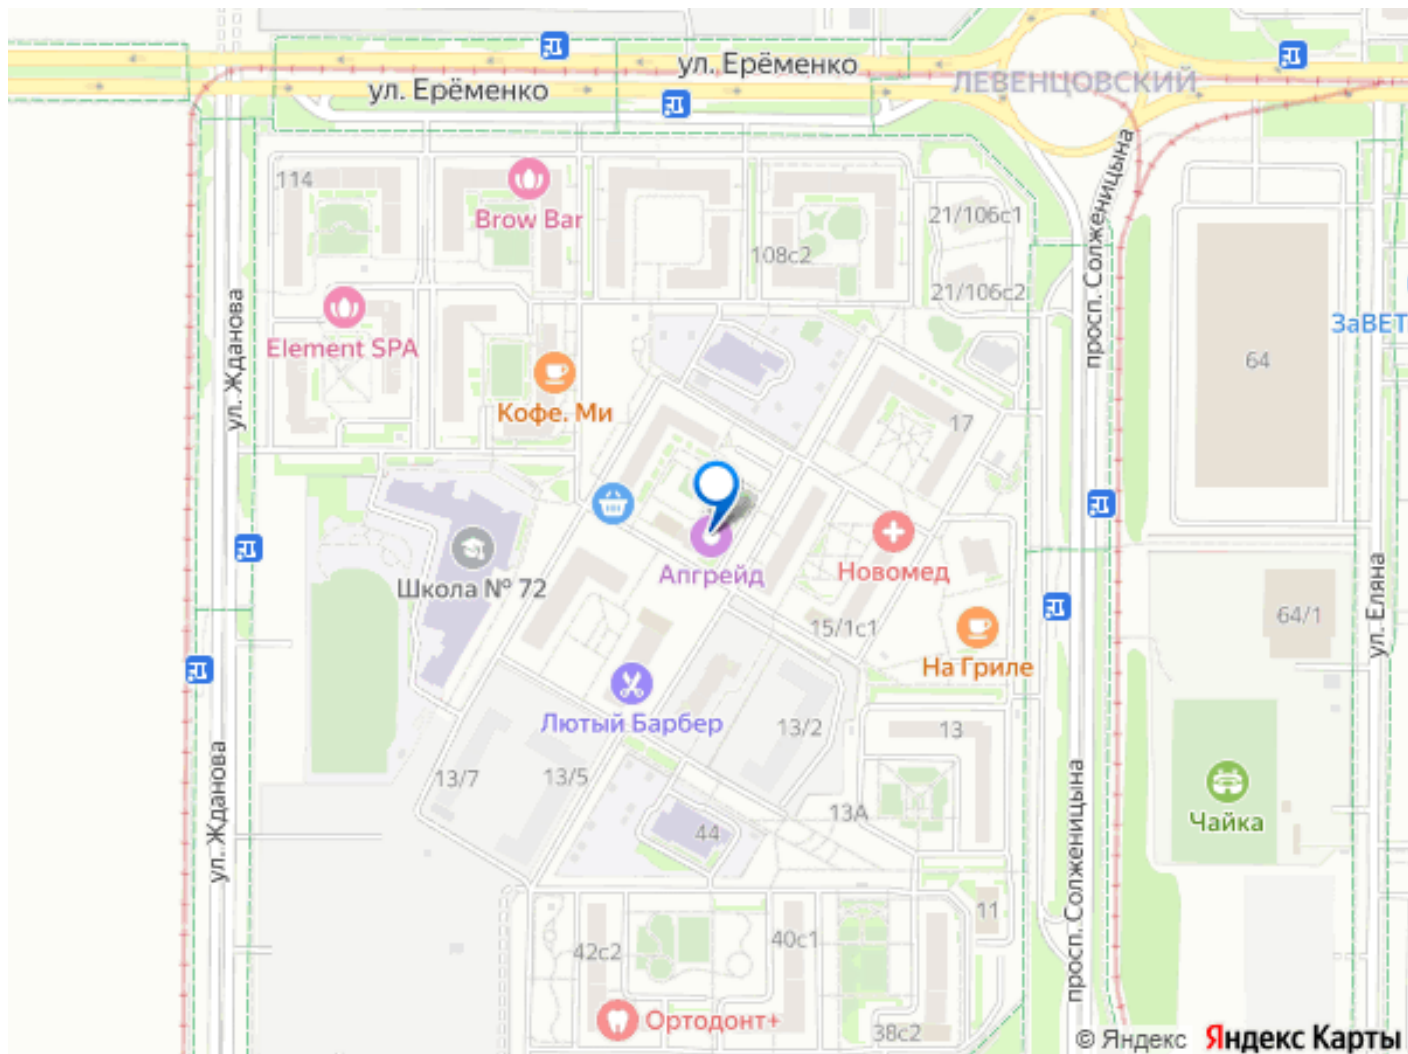 ул. Ерёменко
ул. Ерёменко
ЛЕВЕНЦОВСКИЙ
114
Brow Bar
21/106с1
108с2
21/106с2
просп. Солженицына
ул. Жданова
Element SPA
ЗаВЕТ
64
Кофе. Ми
17
Апгрейд
Новомед
Школа № 72
64/1
ул. Еляна
15/1с1
На Гриле
Лютый Барбер
13/2
13
13/7
13/5
ул. Жданова
13А
Чайка
44
просп. Солженицына
11
42с2
40с1
Ортодонт+
38с2
© Яндекс Яндекс Карты